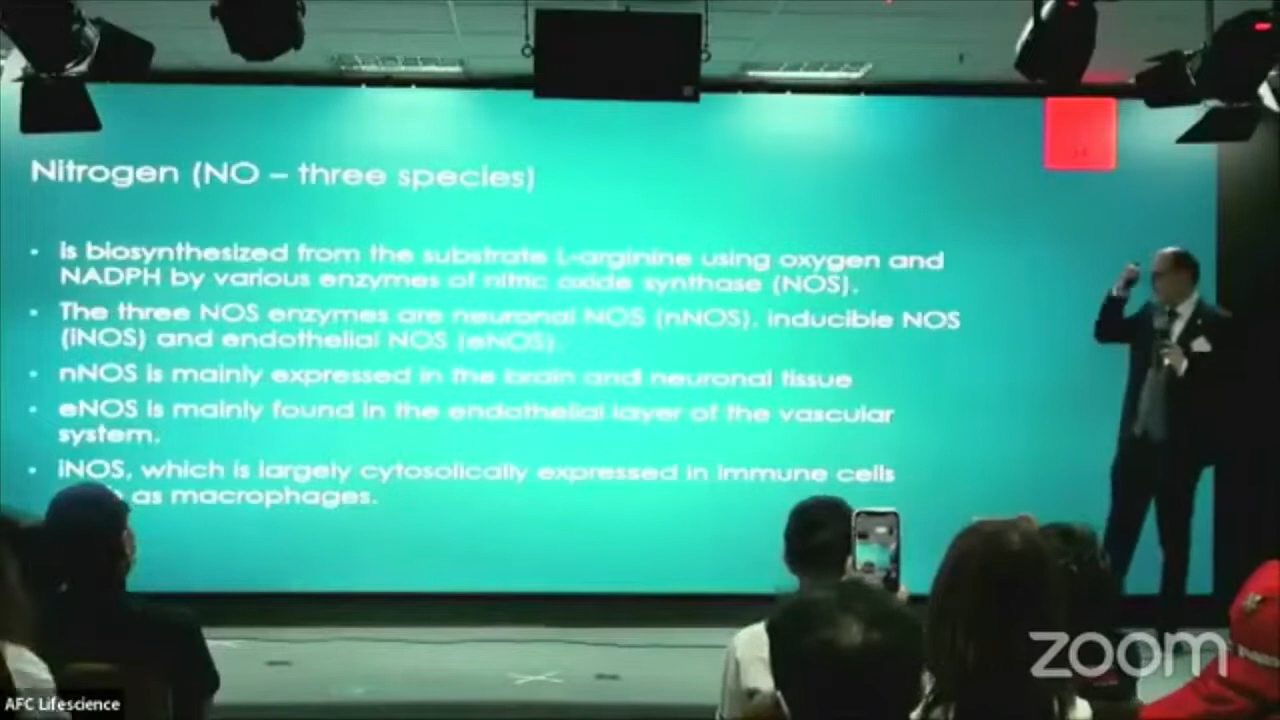 Nitrogen (NO – three species)
• is biosynthesized from the substrate L-arginine using oxygen and
NADPH by various enzymes of nitric oxide synthase (NOS).
• The three NOS enzymes are neuronal NOS (nNOS), inducible NOS
(iNOS) and endothelial NOS (eNOS).
• nNOS is mainly expressed in the brain and neuronal tissue
• eNOS is mainly found in the endothelial layer of the vascular
system.
• iNOS, which is largely cytosolically expressed in immune cells
as macrophages.
zoom
AFC Lifescience